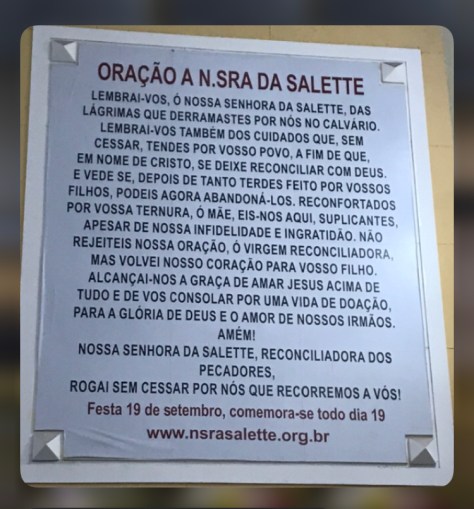 ORAÇÃO A N.SRA DA SALETTE
LEMBRAI-VOS, Ó NOSSA SENHORA DA SALETTE, DAS
LÁGRIMAS QUE DERRAMASTES POR NÓS NO CALVÁRIO.
LEMBRAI-VOS TAMBÉM DOS CUIDADOS QUE, SEM
CESSAR, TENDES POR VOSSO POVO, A FIM DE QUE,
EM NOME DE CRISTO, SE DEIXE RECONCILIAR COM DEUS.
E VEDE SE, DEPOIS DE TANTO TERDES FEITO POR VOSSOS
FILHOS, PODEIS AGORA ABANDONÁ-LOS. RECONFORTADOS
POR VOSSA TERNURA, Ó MÃE, EIS-NOS AQUI, SUPLICANTES,
APESAR DE NOSSA INFIDELIDADE E INGRATIDÃO. NÃO
REJEITEIS NOSSA ORAÇÃO, Ó VIRGEM RECONCILIADORA,
MAS VOLVEI NOSSO CORAÇÃO PARA VOSSO FILHO.
ALCANÇAI-NOS A GRAÇA DE AMAR JESUS ACIMA DE
TUDO E DE VOS CONSOLAR POR UMA VIDA DE DOAÇÃO,
PARA A GLÓRIA DE DEUS E O AMOR DE NOSSOS IRMÃOS.
AMÉM!
NOSSA SENHORA DA SALETTE, RECONCILIADORA DOS
PECADORES,
ROGAI SEM CESSAR POR NÓS QUE RECORREMOS A VÓS!
Festa 19 de setembro, comemora-se todo dia 19
www.nsrasalette.org.br